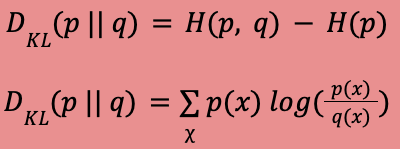 D_KL(p || q) = H(p, q) − H(p)
D_KL(p || q) = ∑_χ p(x) log(p(x)/q(x))